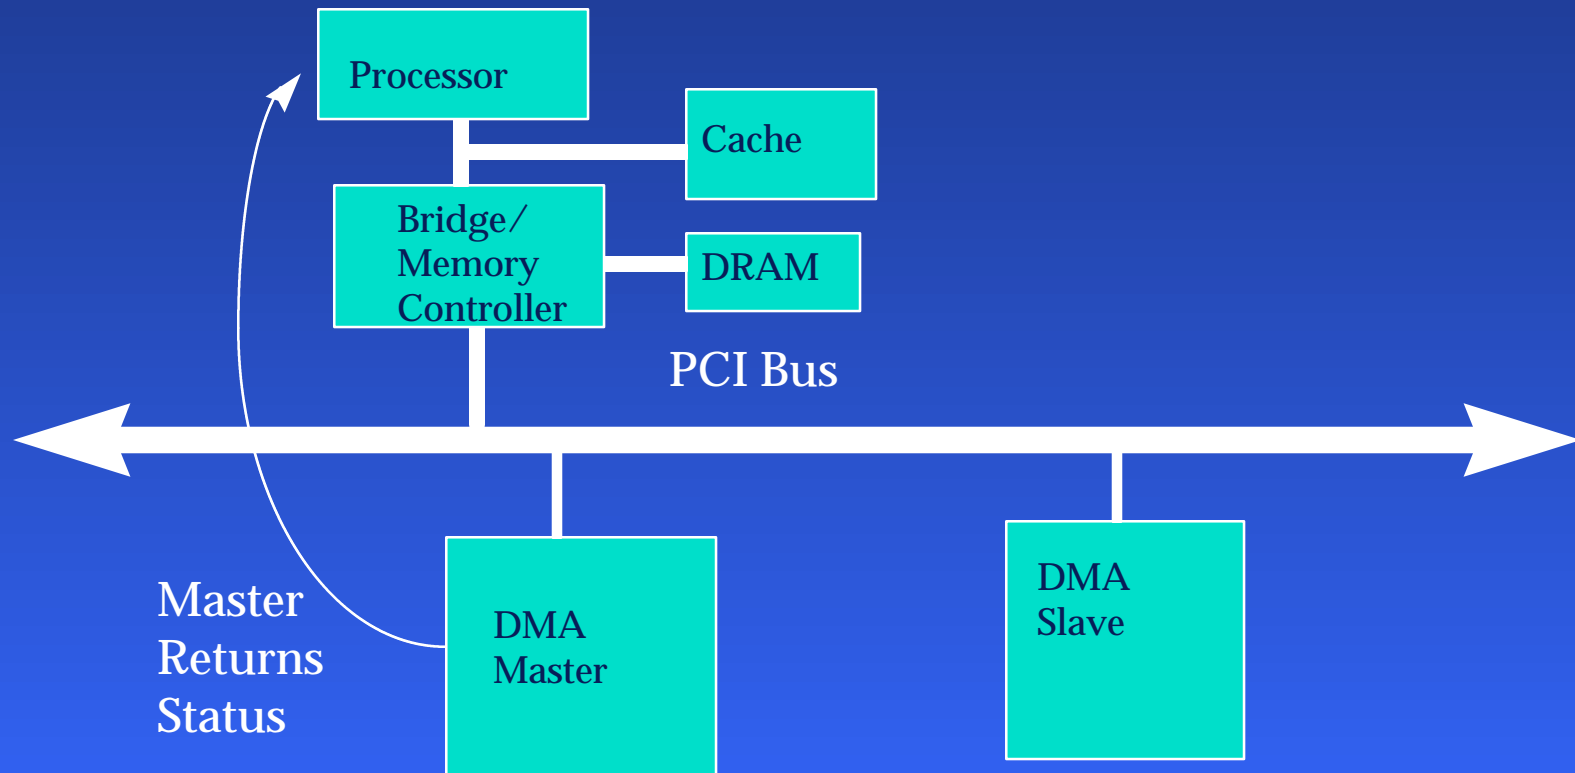 Processor
Cache
Bridge/
Memory
Controller
DRAM
PCI Bus
Master
Returns
Status
DMA
Master
DMA
Slave